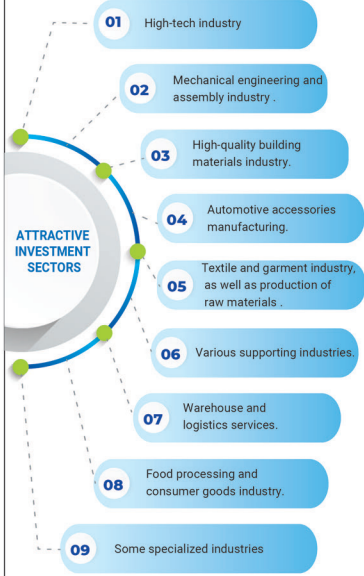 01
High-tech industry
02
Mechanical engineering and
assembly industry .
03
High-quality building
materials industry.
ATTRACTIVE
INVESTMENT
SECTORS
04
Automotive accessories
manufacturing.
05
Textile and garment industry,
as well as production of
raw materials .
06
Various supporting industries.
07
Warehouse and
logistics services.
08
Food processing and
consumer goods industry.
09
Some specialized industries